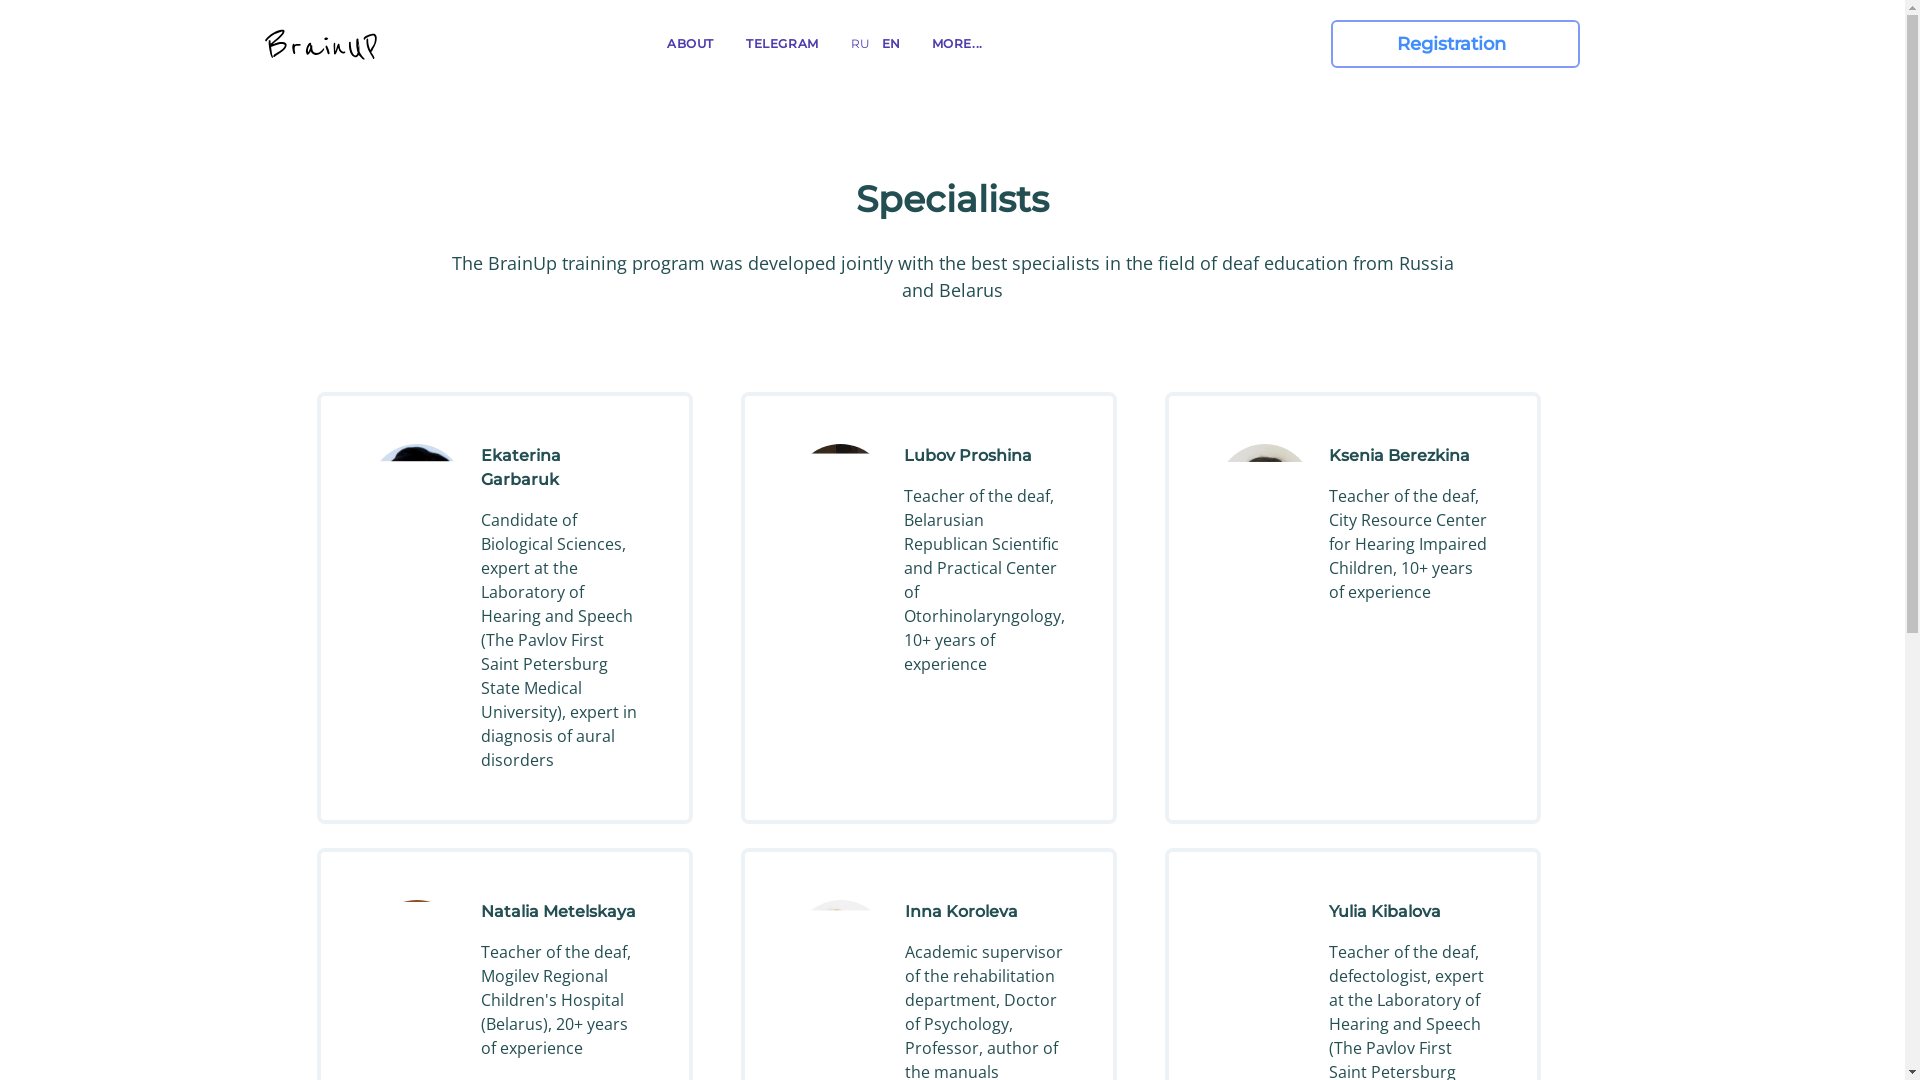 BrainUP
ABOUT
TELEGRAM
RU
EN
MORE...
Registration
Specialists
The BrainUp training program was developed jointly with the best specialists in the field of deaf education from Russia
and Belarus
Ekaterina
Garbaruk
Candidate of
Biological Sciences,
expert at the
Laboratory of
Hearing and Speech
(The Pavlov First
Saint Petersburg
State Medical
University), expert in
diagnosis of aural
disorders
Lubov Proshina
Teacher of the deaf,
Belarusian
Republican Scientific
and Practical Center
of
Otorhinolaryngology,
10+ years of
experience
Ksenia Berezkina
Teacher of the deaf,
City Resource Center
for Hearing Impaired
Children, 10+ years
of experience
Natalia Metelskaya
Teacher of the deaf,
Mogilev Regional
Children's Hospital
(Belarus), 20+ years
of experience
Inna Koroleva
Academic supervisor
of the rehabilitation
department, Doctor
of Psychology,
Professor, author of
the manuals
Yulia Kibalova
Teacher of the deaf,
defectologist, expert
at the Laboratory of
Hearing and Speech
(The Pavlov First
Saint Petersburg